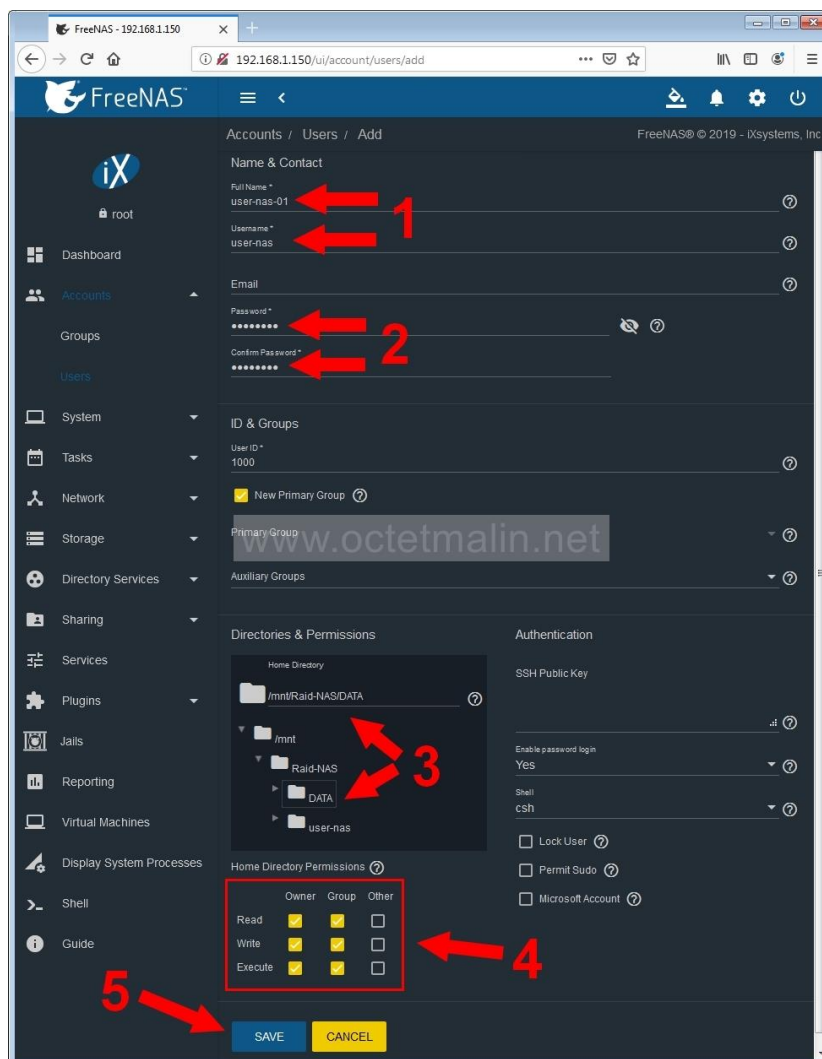 FreeNAS - 192.168.1.150
192.168.1.150/ui/account/users/add
FreeNAS
Accounts / Users / Add
FreeNAS® © 2019 - iXsystems, Inc
iX
root
Dashboard
Accounts
Groups
Users
System
Tasks
Network
Storage
Directory Services
Sharing
Services
Plugins
Jails
Reporting
Virtual Machines
Display System Processes
Shell
Guide
Name & Contact
Full Name *
user-nas-01
1
Username *
user-nas
Email
Password *
••••••••
2
Confirm Password *
••••••••
ID & Groups
User ID *
1000
New Primary Group
Primary Group
www.octetmalin.net
Auxiliary Groups
Directories & Permissions
Home Directory
/mnt/Raid-NAS/DATA
/mnt
Raid-NAS
3
DATA
user-nas
Home Directory Permissions
Owner Group Other
Read
Write
Execute
4
Authentication
SSH Public Key
Enable password login
Yes
Shell
csh
Lock User
Permit Sudo
Microsoft Account
5
SAVE CANCEL